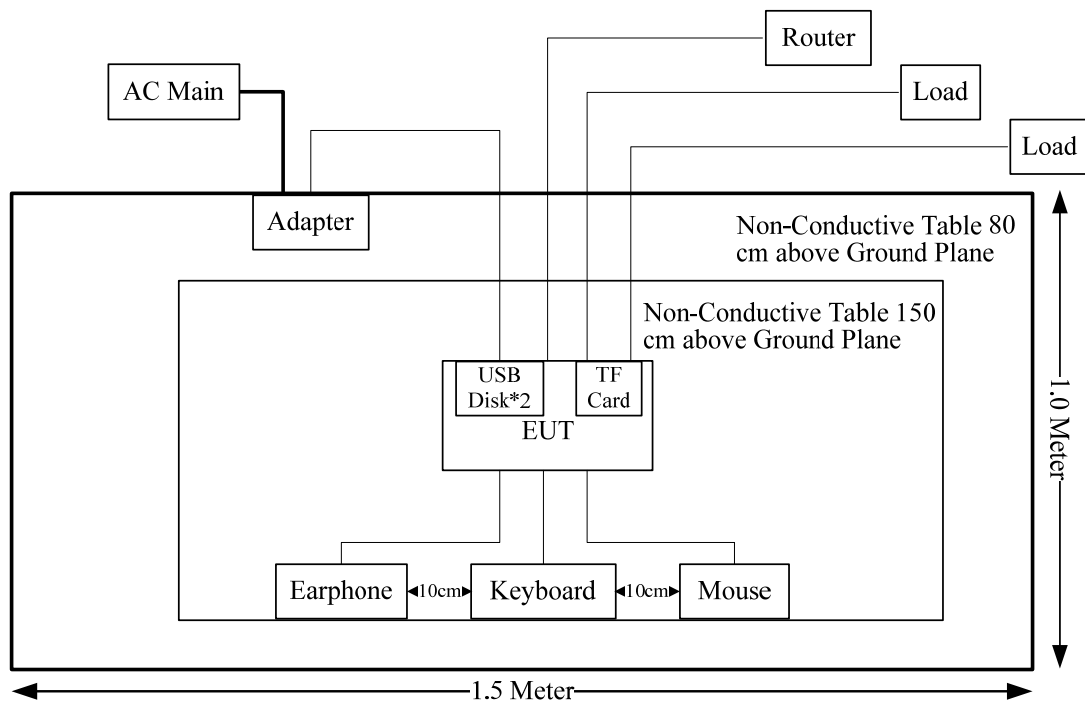 Router
AC Main
Load
Load
Adapter
Non-Conductive Table 80
cm above Ground Plane
Non-Conductive Table 150
cm above Ground Plane
USB
Disk*2
TF
Card
EUT
1.0 Meter
Earphone
10cm
Keyboard
10cm
Mouse
1.5 Meter